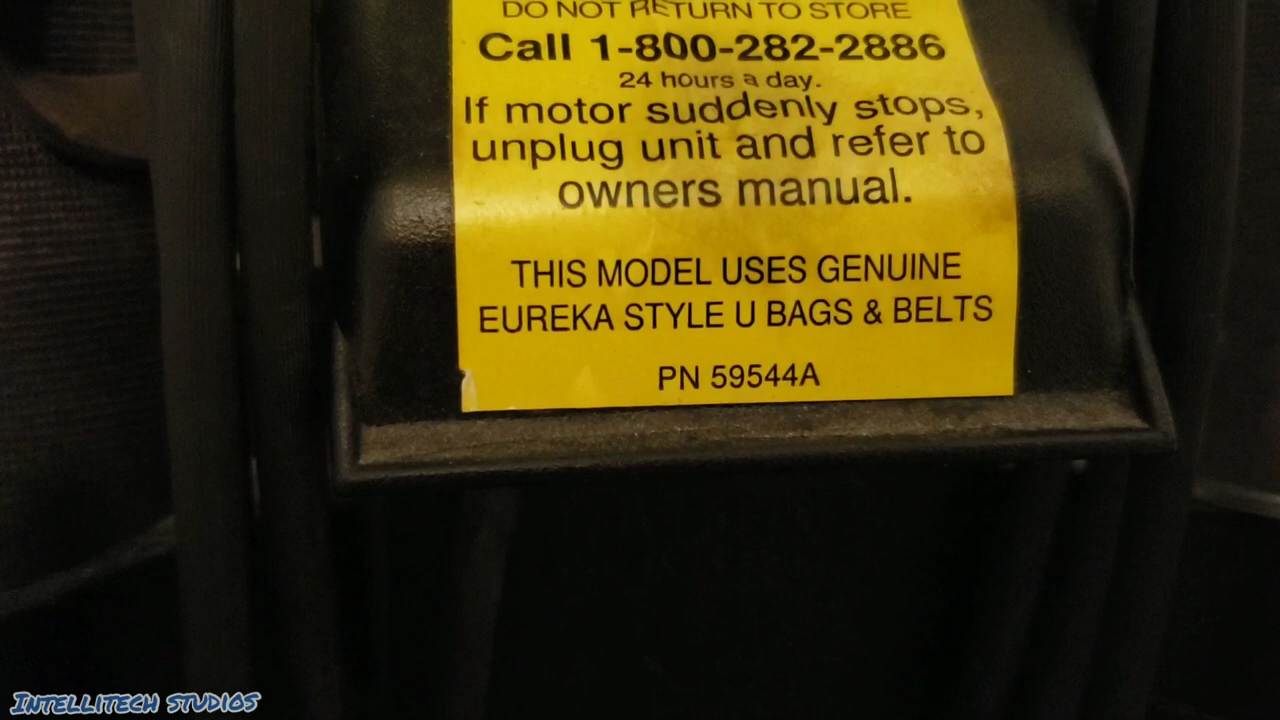 DO NOT RETURN TO STORE
Call 1-800-282-2886
24 hours a day.
If motor suddenly stops,
unplug unit and refer to
owners manual.
THIS MODEL USES GENUINE
EUREKA STYLE U BAGS & BELTS
PN 59544A
INTELLITECH STUDIOS